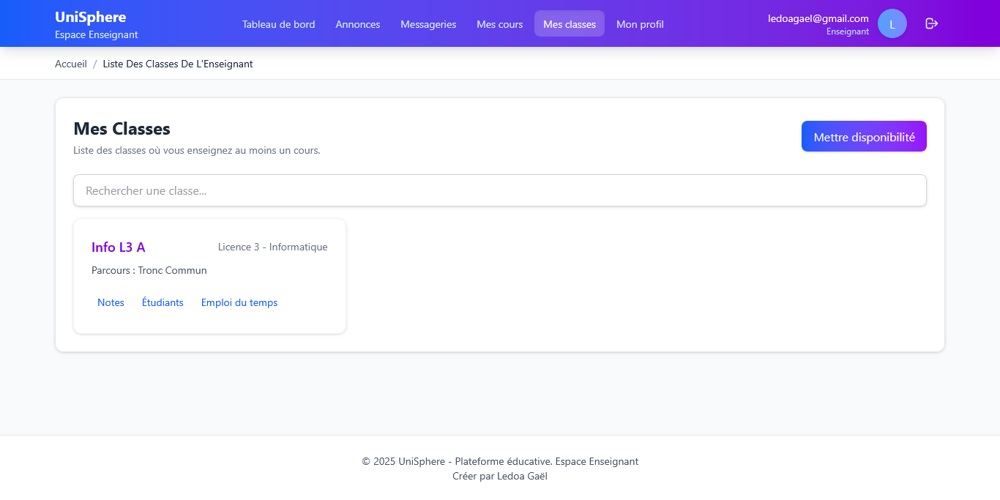 UniSphere
Espace Enseignant
Tableau de bord
Annonces
Messageries
Mes cours
Mes classes
Mon profil
ledoagael@gmail.com
Enseignant
L
Accueil / Liste Des Classes De L'Enseignant
Mes Classes
Liste des classes où vous enseignez au moins un cours.
Mettre disponibilité
Rechercher une classe...
Info L3 A
Licence 3 - Informatique
Parcours : Tronc Commun
Notes
Étudiants
Emploi du temps
© 2025 UniSphere - Plateforme éducative. Espace Enseignant
Créer par Ledoa Gaël